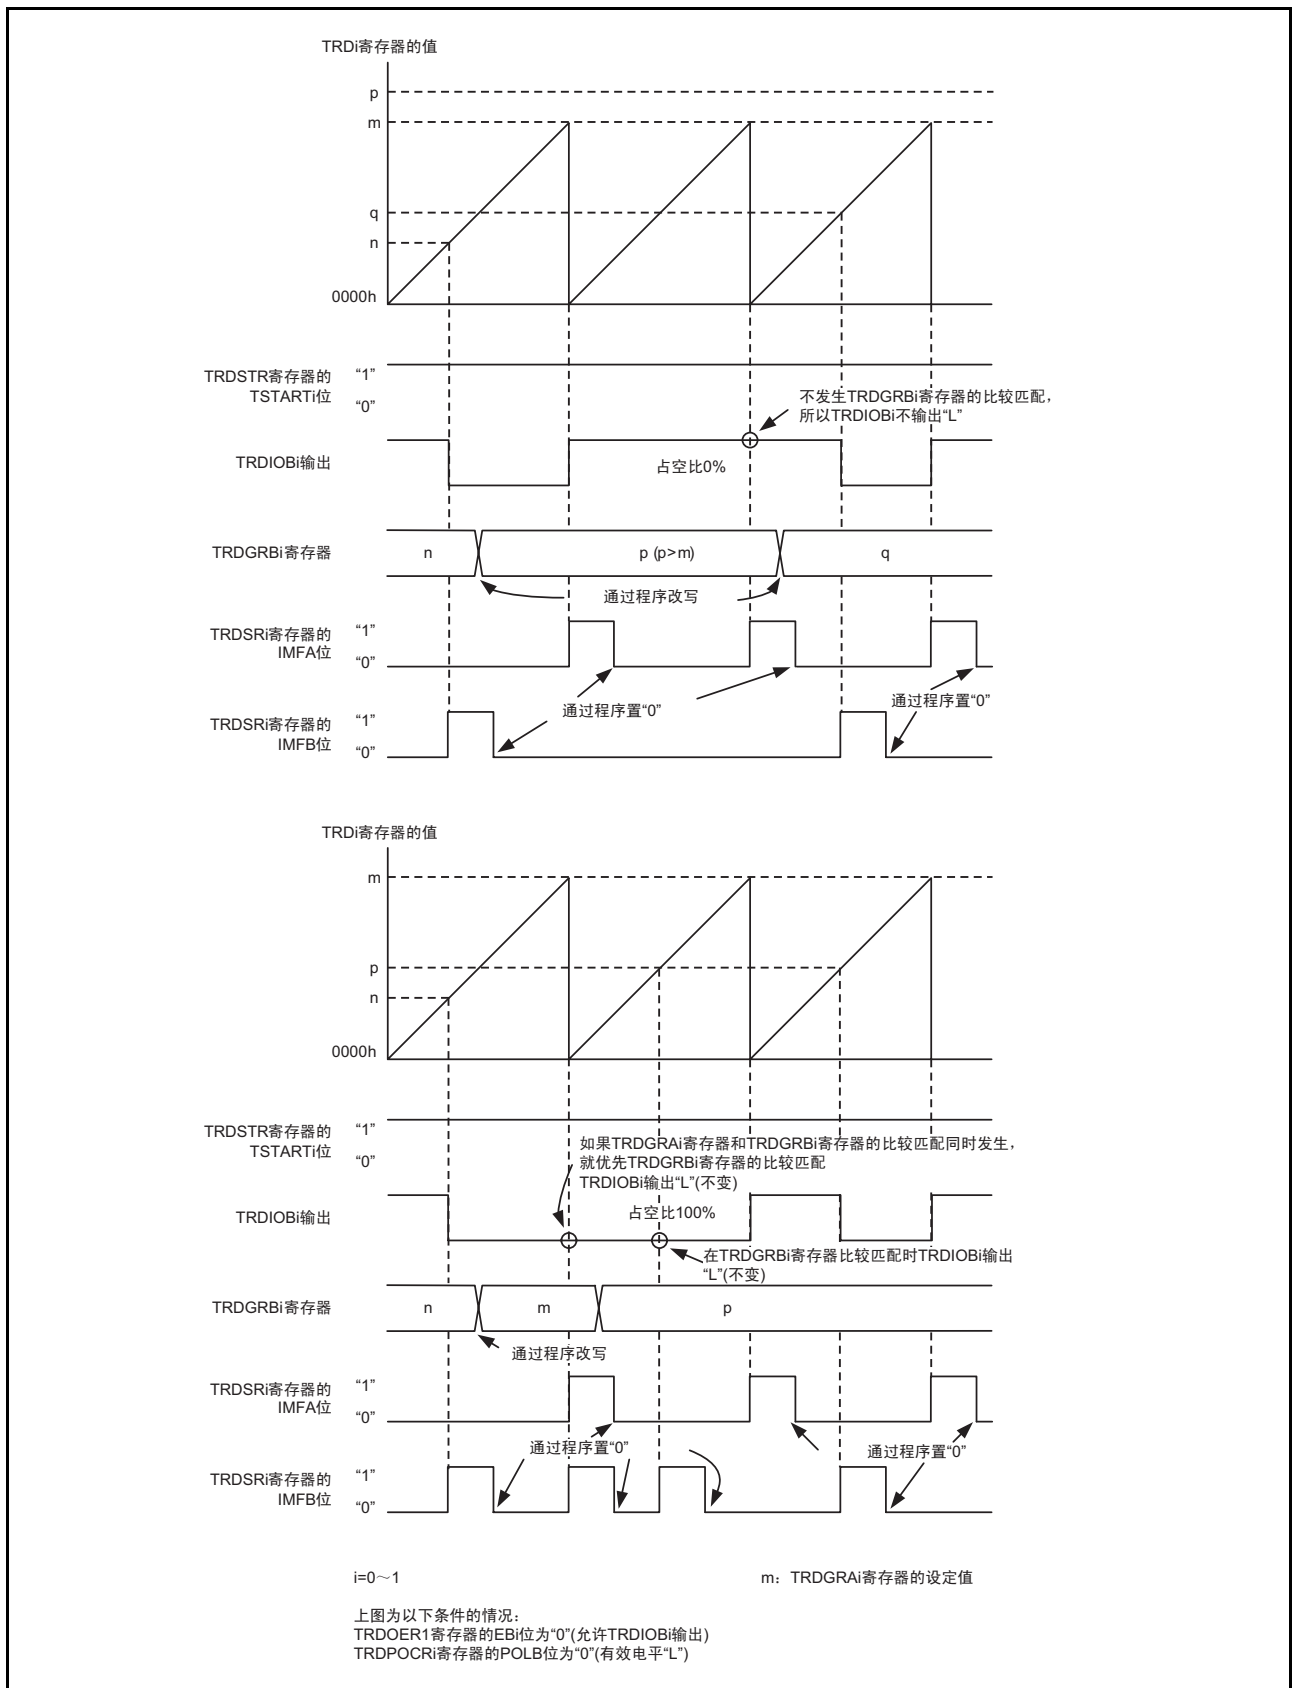 TRDi寄存器的值
p
m
q
n
0000h
TRDSTR寄存器的
TSTARTi位
“1”
“0”
不发生TRDGRBi寄存器的比较匹配，
所以TRDIOBi不输出“L”
TRDIOBi输出
占空比0%
TRDGRBi寄存器
n
p (p>m)
q
通过程序改写
TRDSRi寄存器的
IMFA位
“1”
“0”
通过程序置“0”
通过程序置“0”
TRDSRi寄存器的
IMFB位
“1”
“0”
TRDi寄存器的值
m
p
n
0000h
TRDSTR寄存器的
TSTARTi位
“1”
“0”
如果TRDGRAi寄存器和TRDGRBi寄存器的比较匹配同时发生，
就优先TRDGRBi寄存器的比较匹配
TRDIOBi输出“L”(不变)
TRDIOBi输出
占空比100%
在TRDGRBi寄存器比较匹配时TRDIOBi输出
“L”(不变)
TRDGRBi寄存器
n
m
p
通过程序改写
TRDSRi寄存器的
IMFA位
“1”
“0”
通过程序置“0”
通过程序置“0”
TRDSRi寄存器的
IMFB位
“1”
“0”
i=0～1
m：TRDGRAi寄存器的设定值
上图为以下条件的情况：
TRDOER1寄存器的EBi位为“0”(允许TRDIOBi输出)
TRDPOCRi寄存器的POLB位为“0”(有效电平“L”)